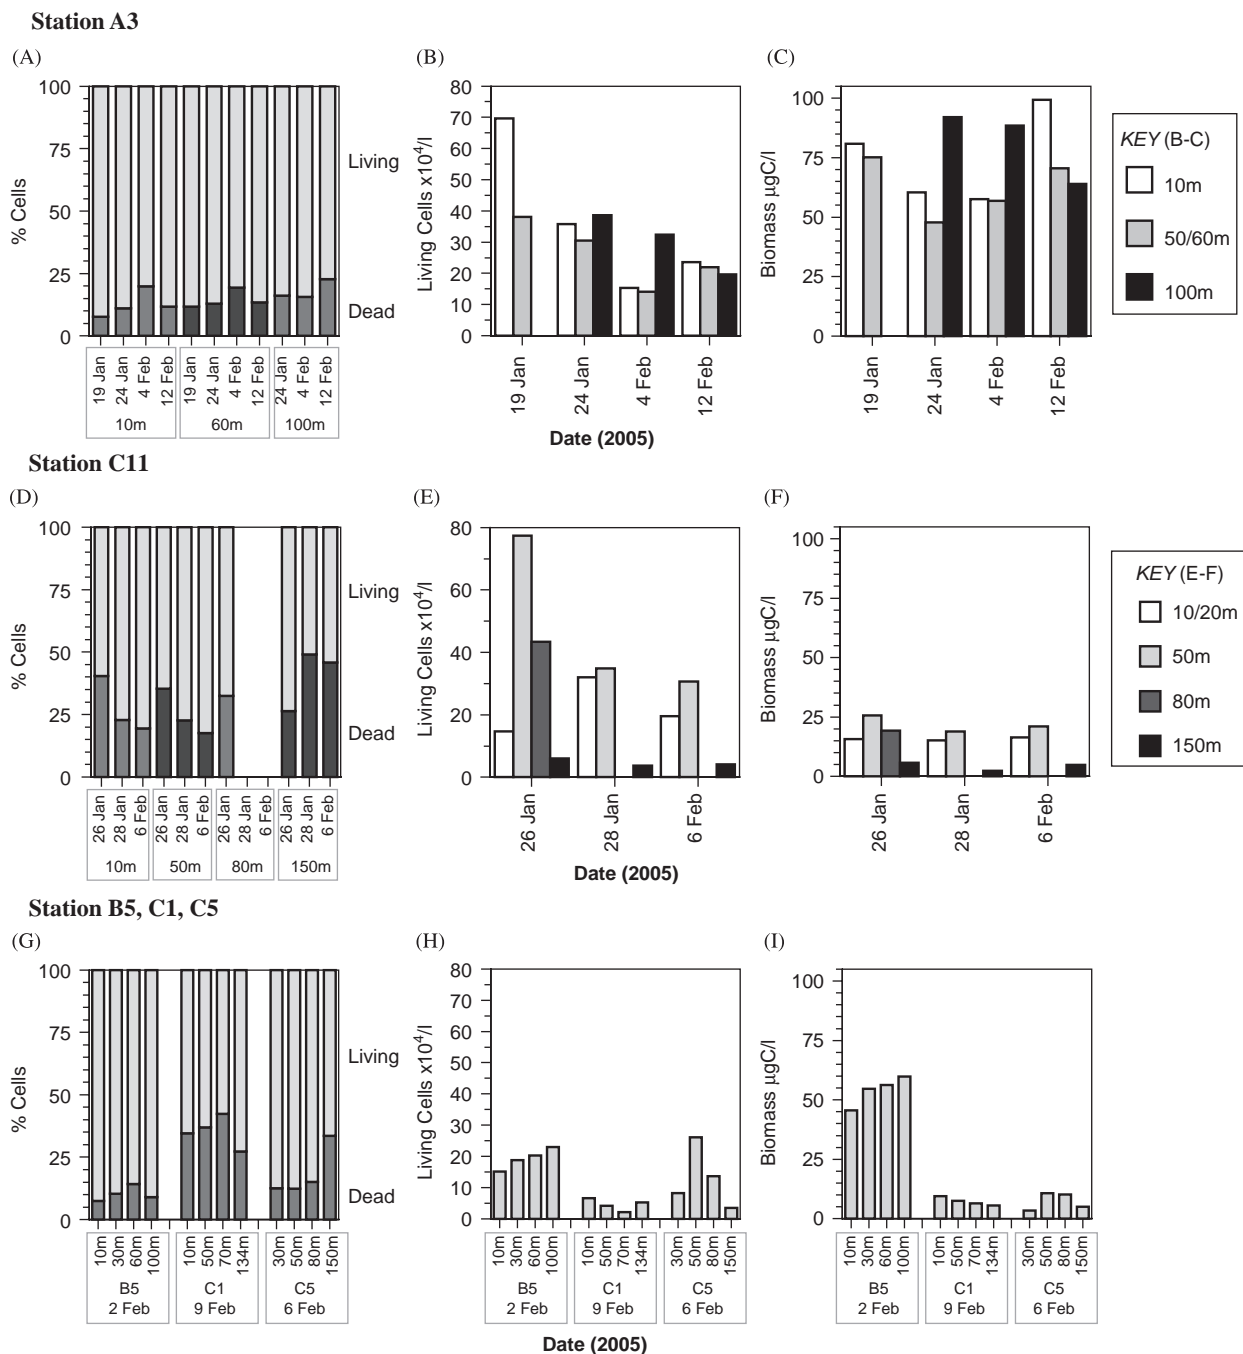 Station A3
(A)
100
75
50
25
0
% Cells
Living
Dead
19 Jan
24 Jan
4 Feb
12 Feb
19 Jan
24 Jan
4 Feb
12 Feb
24 Jan
4 Feb
12 Feb
10m
60m
100m
(B)
80
70
60
50
40
30
20
10
0
Living Cells x10⁴/l
19 Jan
24 Jan
4 Feb
12 Feb
Date (2005)
(C)
100
75
50
25
0
Biomass µgC/l
19 Jan
24 Jan
4 Feb
12 Feb
KEY (B-C)
10m
50/60m
100m
Station C11
(D)
100
75
50
25
0
% Cells
Living
Dead
26 Jan
28 Jan
6 Feb
26 Jan
28 Jan
6 Feb
26 Jan
28 Jan
6 Feb
26 Jan
28 Jan
6 Feb
10m
50m
80m
150m
(E)
80
60
40
20
0
Living Cells x10⁴/l
26 Jan
28 Jan
6 Feb
Date (2005)
(F)
100
75
50
25
0
Biomass µgC/l
26 Jan
28 Jan
6 Feb
KEY (E-F)
10/20m
50m
80m
150m
Station B5, C1, C5
(G)
100
75
50
25
0
% Cells
Living
Dead
10m
30m
60m
100m
10m
50m
70m
134m
30m
50m
80m
150m
B5
2 Feb
C1
9 Feb
C5
6 Feb
(H)
80
70
60
50
40
30
20
10
0
Living Cells x10⁴/l
10m
30m
60m
100m
10m
50m
70m
134m
30m
50m
80m
150m
B5
2 Feb
C1
9 Feb
C5
6 Feb
Date (2005)
(I)
100
75
50
25
0
Biomass µgC/l
10m
30m
60m
100m
10m
50m
70m
134m
30m
50m
80m
150m
B5
2 Feb
C1
9 Feb
C5
6 Feb